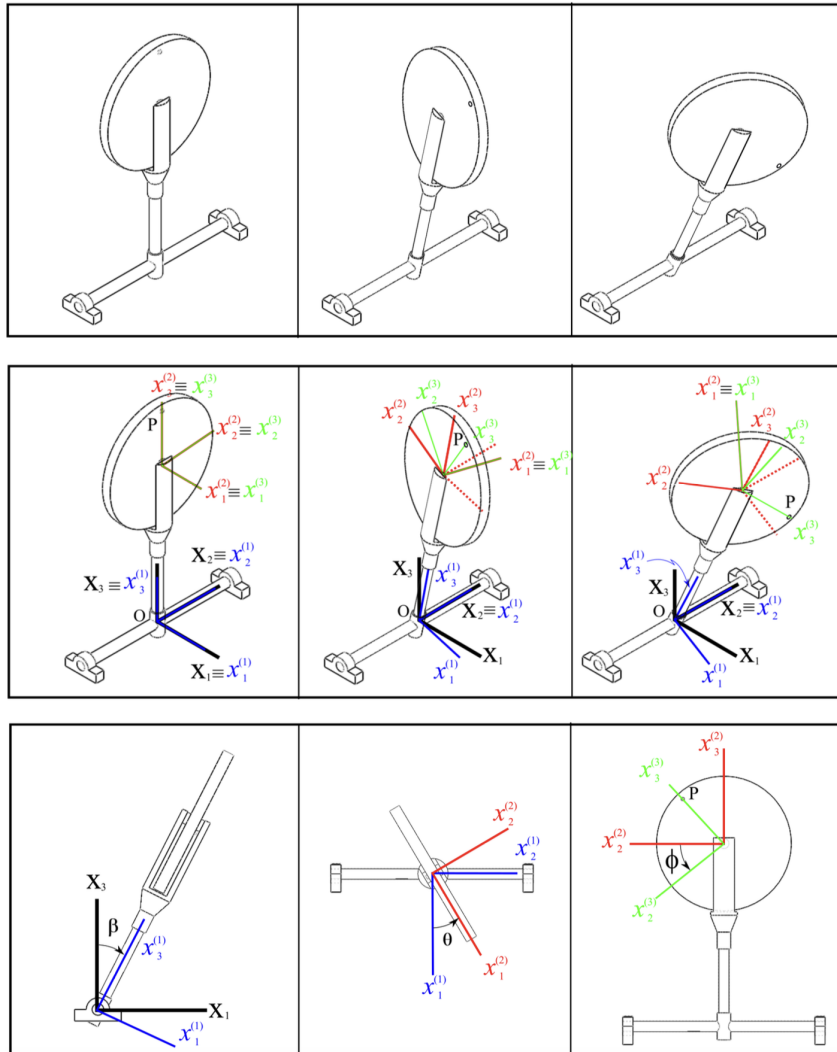 x₃⁽²⁾ ≡ x₃⁽³⁾
P
x₂⁽²⁾ ≡ x₂⁽³⁾
x₁⁽²⁾ ≡ x₁⁽³⁾
X₂ ≡ x₂⁽¹⁾
X₃ ≡ x₃⁽¹⁾
O
X₁ ≡ x₁⁽¹⁾
x₂⁽³⁾
x₂⁽²⁾
x₃⁽²⁾
P
x₃⁽³⁾
x₁⁽²⁾ ≡ x₁⁽³⁾
X₃
x₃⁽¹⁾
O
X₂ ≡ x₂⁽¹⁾
X₁
x₁⁽¹⁾
x₁⁽²⁾ ≡ x₁⁽³⁾
x₃⁽²⁾
x₂⁽³⁾
x₂⁽²⁾
P
x₃⁽³⁾
x₃⁽¹⁾
X₃
O
X₂ ≡ x₂⁽¹⁾
X₁
x₁⁽¹⁾
X₃
β
x₃⁽¹⁾
X₁
x₁⁽¹⁾
x₂⁽²⁾
x₂⁽¹⁾
θ
x₁⁽²⁾
x₁⁽¹⁾
x₃⁽²⁾
x₃⁽³⁾
P
x₂⁽²⁾
ϕ
x₂⁽³⁾